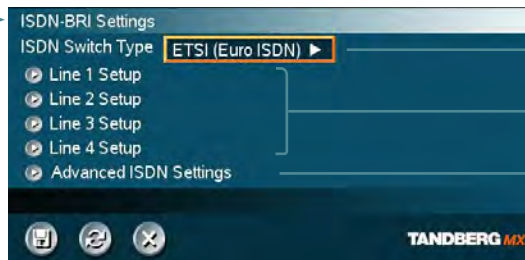 ISDN-BRI Settings
ISDN Switch Type ETSI (Euro ISDN)
Line 1 Setup
Line 2 Setup
Line 3 Setup
Line 4 Setup
Advanced ISDN Settings
TANDBERG MX